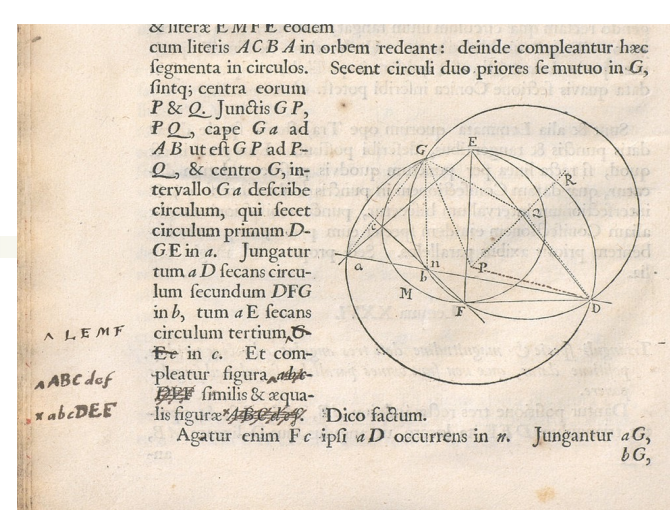 & literæ EMFE eodem
cum literis ACBA in orbem redeant: deinde compleantur hæc
ſegmenta in circulos. Secent circuli duo priores ſe mutuo in G,
ſintq; centra eorum
P & Q. Junctis GP,
PQ, cape Ga ad
AB ut eſt GP ad P-
Q, & centro G, in-
tervallo Ga deſcribe
circulum, qui ſecet
circulum primum D-
GE in a. Jungatur
tum aD ſecans circu-
lum ſecundum DFG
in b, tum aE ſecans
circulum tertium G-
Ec in c. Et com-
pleatur figura abc-
DEF ſimilis & æqua-
lis figuræ ABCdef. Dico factum.
Agatur enim Fc ipſi aD occurrens in n. Jungantur aG,
bG,
^ LEMF
^ABCdef
× abcDEF
G
E
R
2
c
a
b
n
P
M
F
D